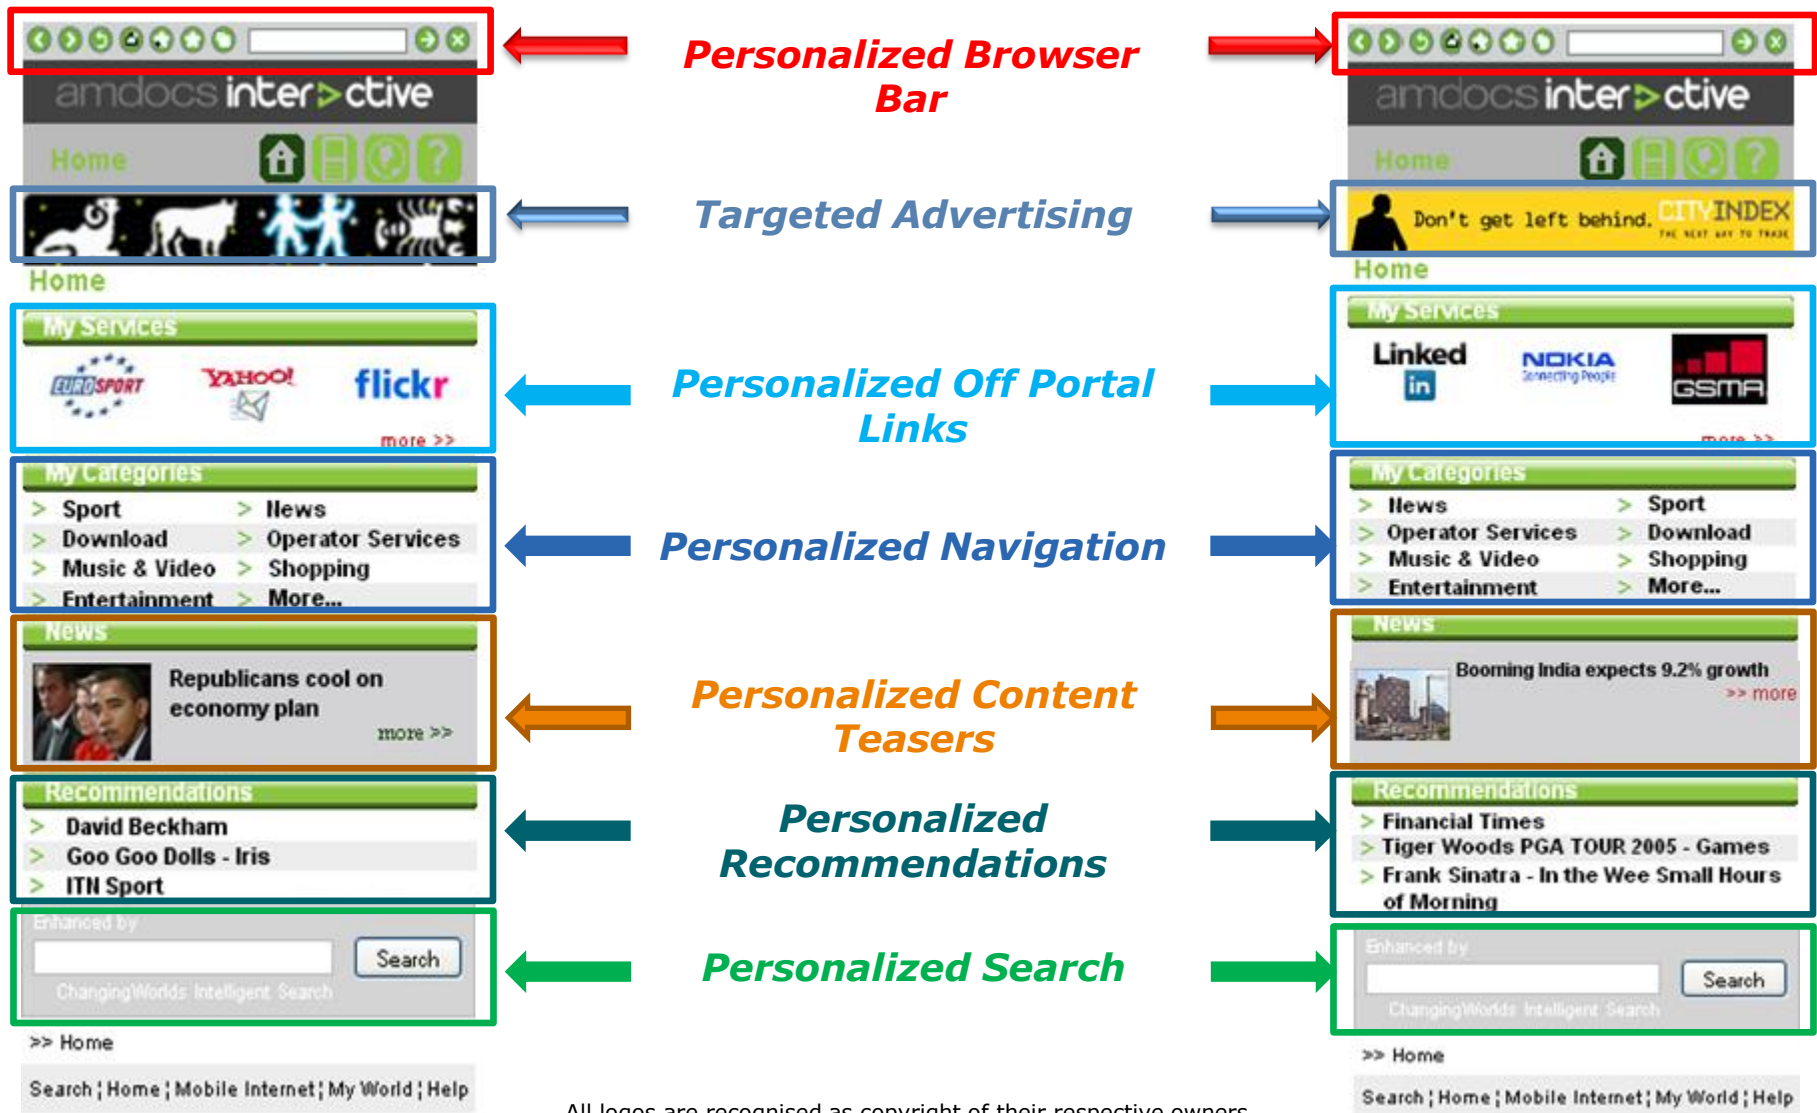 amdocs inter>ctive
Home
Home
My Services
EUROSPORT
YAHOO!
flickr
more >>
My Categories
> Sport
> News
> Download
> Operator Services
> Music & Video
> Shopping
> Entertainment
> More...
News
Republicans cool on
economy plan
more >>
Recommendations
> David Beckham
> Goo Goo Dolls - Iris
> ITN Sport
Enhanced by
Search
ChangingWorlds Intelligent Search
>> Home
Search ¦ Home ¦ Mobile Internet ¦ My World ¦ Help
Personalized Browser
Bar
Targeted Advertising
Personalized Off Portal
Links
Personalized Navigation
Personalized Content
Teasers
Personalized
Recommendations
Personalized Search
All logos are recognised as copyright of their respective owners
amdocs inter>ctive
Home
Don't get left behind.
CITY INDEX
THE NEXT WAY TO TRADE
Home
My Services
Linked
in
NOKIA
Connecting People
GSMA
more >>
My Categories
> News
> Sport
> Operator Services
> Download
> Music & Video
> Shopping
> Entertainment
> More...
News
Booming India expects 9.2% growth
>> more
Recommendations
> Financial Times
> Tiger Woods PGA TOUR 2005 - Games
> Frank Sinatra - In the Wee Small Hours
of Morning
Enhanced by
Search
ChangingWorlds Intelligent Search
>> Home
Search ¦ Home ¦ Mobile Internet ¦ My World ¦ Help